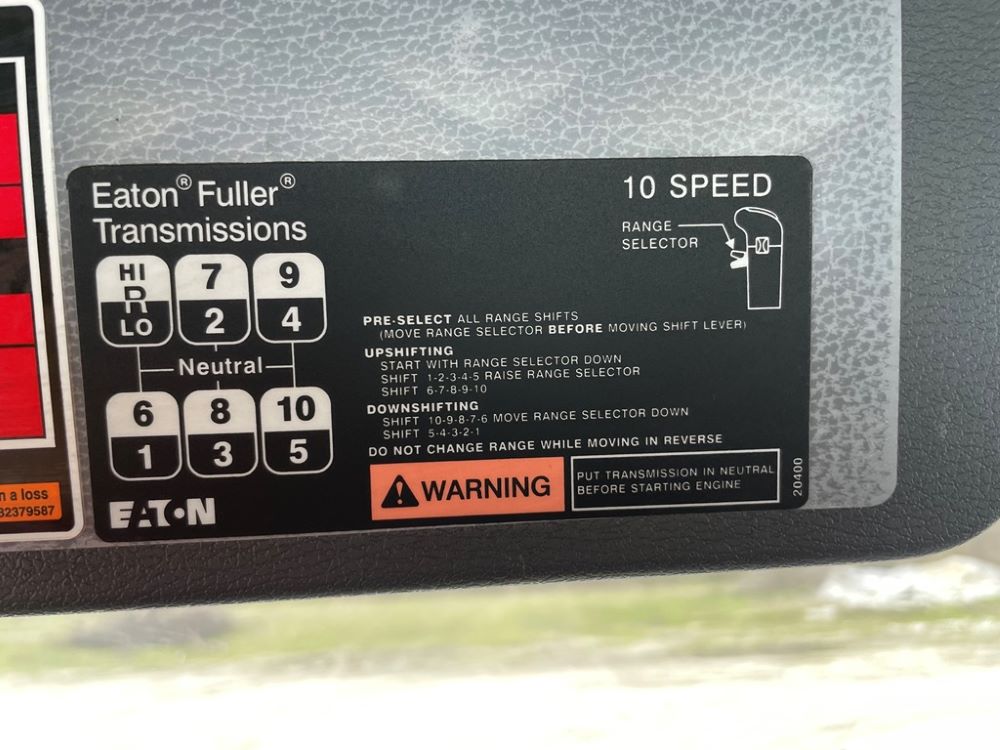 Eaton® Fuller®
Transmissions
10 SPEED
RANGE
SELECTOR
HI
R
LO
7
2
9
4
Neutral
6
1
8
3
10
5
PRE-SELECT ALL RANGE SHIFTS
(MOVE RANGE SELECTOR BEFORE MOVING SHIFT LEVER)
UPSHIFTING
START WITH RANGE SELECTOR DOWN
SHIFT 1-2-3-4-5 RAISE RANGE SELECTOR
SHIFT 6-7-8-9-10
DOWNSHIFTING
SHIFT 10-9-8-7-6 MOVE RANGE SELECTOR DOWN
SHIFT 5-4-3-2-1
DO NOT CHANGE RANGE WHILE MOVING IN REVERSE
WARNING
PUT TRANSMISSION IN NEUTRAL
BEFORE STARTING ENGINE
20400
EATON
n a loss
82379587